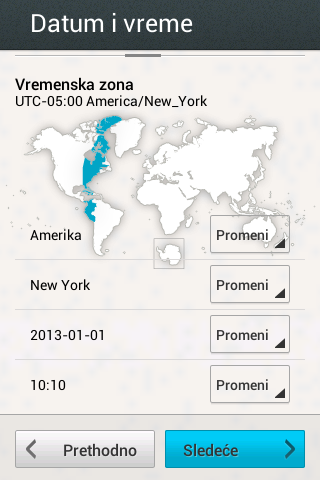 Datum i vreme
Vremenska zona
UTC-05:00 America/New_York
Amerika
Promeni
New York
Promeni
2013-01-01
Promeni
10:10
Promeni
Prethodno
Sledeće